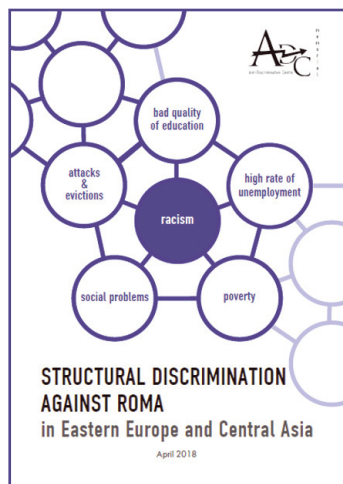 ADC
Anti-Discrimination Centre
MEMORIAL
bad quality
of education
attacks
&
evictions
high rate of
unemployment
racism
social problems
poverty
STRUCTURAL DISCRIMINATION
AGAINST ROMA
in Eastern Europe and Central Asia
April 2018